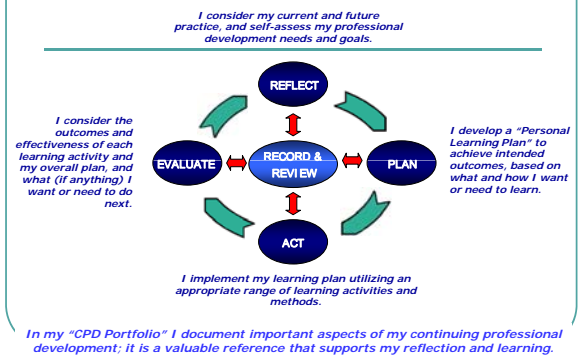 I consider my current and future
practice, and self-assess my professional
development needs and goals.
REFLECT
I consider the
outcomes and
effectiveness of each
learning activity and
my overall plan, and
what (if anything) I
want or need to do
next.
EVALUATE
RECORD &
REVIEW
PLAN
I develop a “Personal
Learning Plan” to
achieve intended
outcomes, based on
what and how I want
or need to learn.
ACT
I implement my learning plan utilizing an
appropriate range of learning activities and
methods.
In my “CPD Portfolio” I document important aspects of my continuing professional
development; it is a valuable reference that supports my reflection and learning.